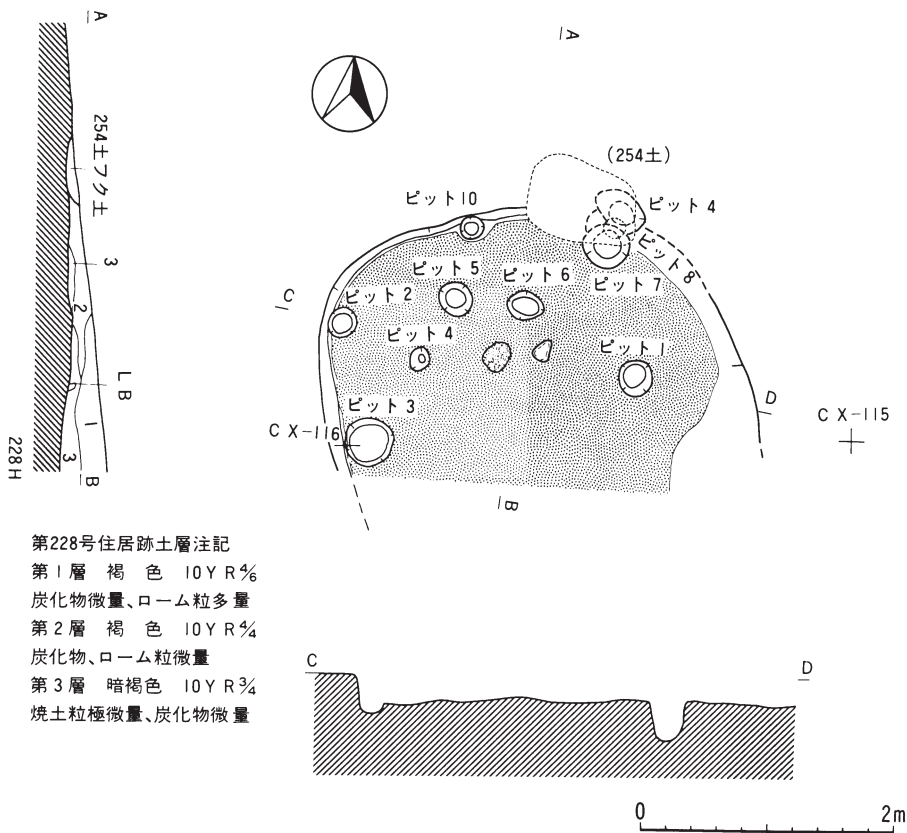 A
254土フク土
3
2
L B
1
3
B
228H
A
(254土)
ピット10
ピット4
ピット8
ピット7
ピット5
ピット6
ピット2
ピット4
ピット1
ピット3
C
D
C X-116
C X-115
B
第228号住居跡土層注記
第1層 褐 色 10Y R4/6
炭化物微量、ローム粒多量
第2層 褐 色 10Y R4/4
炭化物、ローム粒微量
第3層 暗褐色 10Y R3/4
焼土粒極微量、炭化物微量
C
D
0 2m